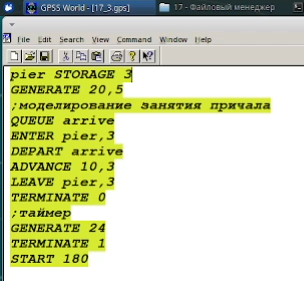 GPSS World - [17_3.gps]
17 - Файловый менеджер
File Edit Search View Command Window Help
pier STORAGE 3
GENERATE 20,5
;моделирование занятия причала
QUEUE arrive
ENTER pier,3
DEPART arrive
ADVANCE 10,3
LEAVE pier,3
TERMINATE 0
;таймер
GENERATE 24
TERMINATE 1
START 180